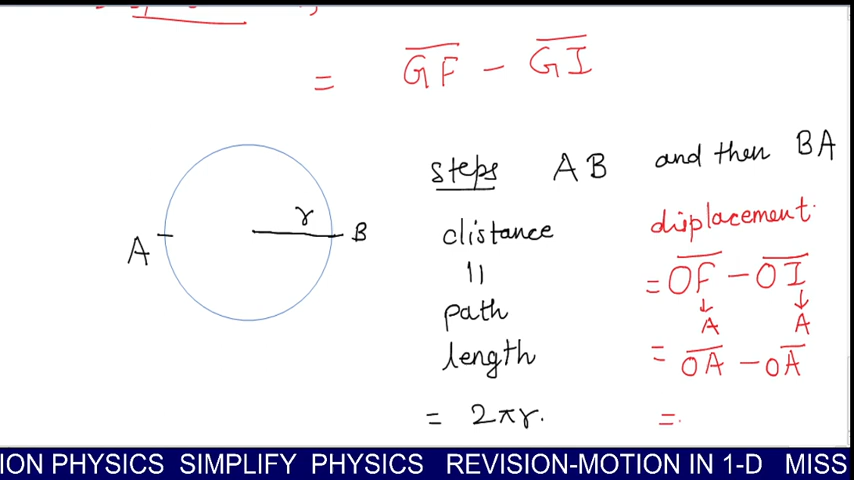 = GF - GI
steps AB and then BA
r
A
B
distance
||
path
length
= 2πr.
displacement.
= OF - OI
↓ ↓
A A
= OA - OA
=
ION PHYSICS SIMPLIFY PHYSICS REVISION-MOTION IN 1-D MISS